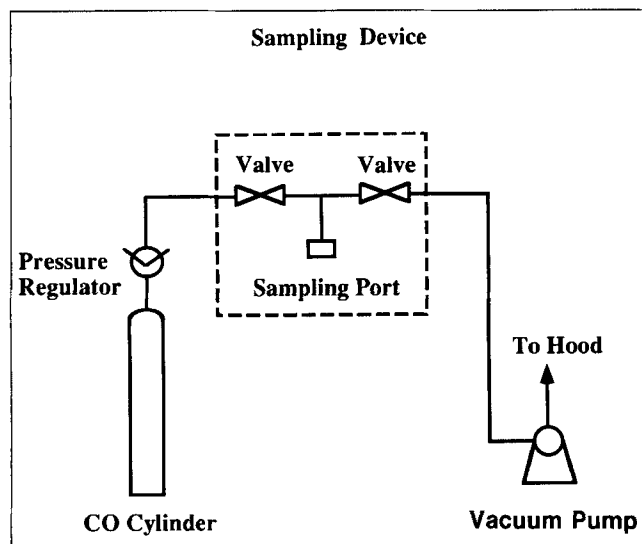 Sampling Device
Valve Valve
Pressure
Regulator
Sampling Port
To Hood
CO Cylinder
Vacuum Pump